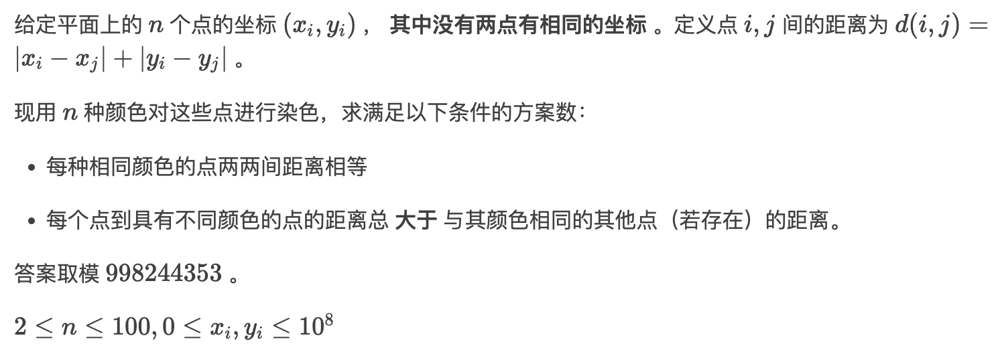 给定平面上的 n 个点的坐标 (x_i, y_i) ， 其中没有两点有相同的坐标 。定义点 i, j 间的距离为 d(i, j) =
|x_i − x_j| + |y_i − y_j| 。
现用 n 种颜色对这些点进行染色，求满足以下条件的方案数：
• 每种相同颜色的点两两间距离相等
• 每个点到具有不同颜色的点的距离总 大于 与其颜色相同的其他点（若存在）的距离。
答案取模 998244353 。
2 ≤ n ≤ 100, 0 ≤ x_i, y_i ≤ 10^8